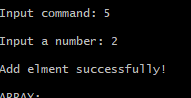 Input command: 5
Input a number: 2
Add elment successfully!
ARRAY: